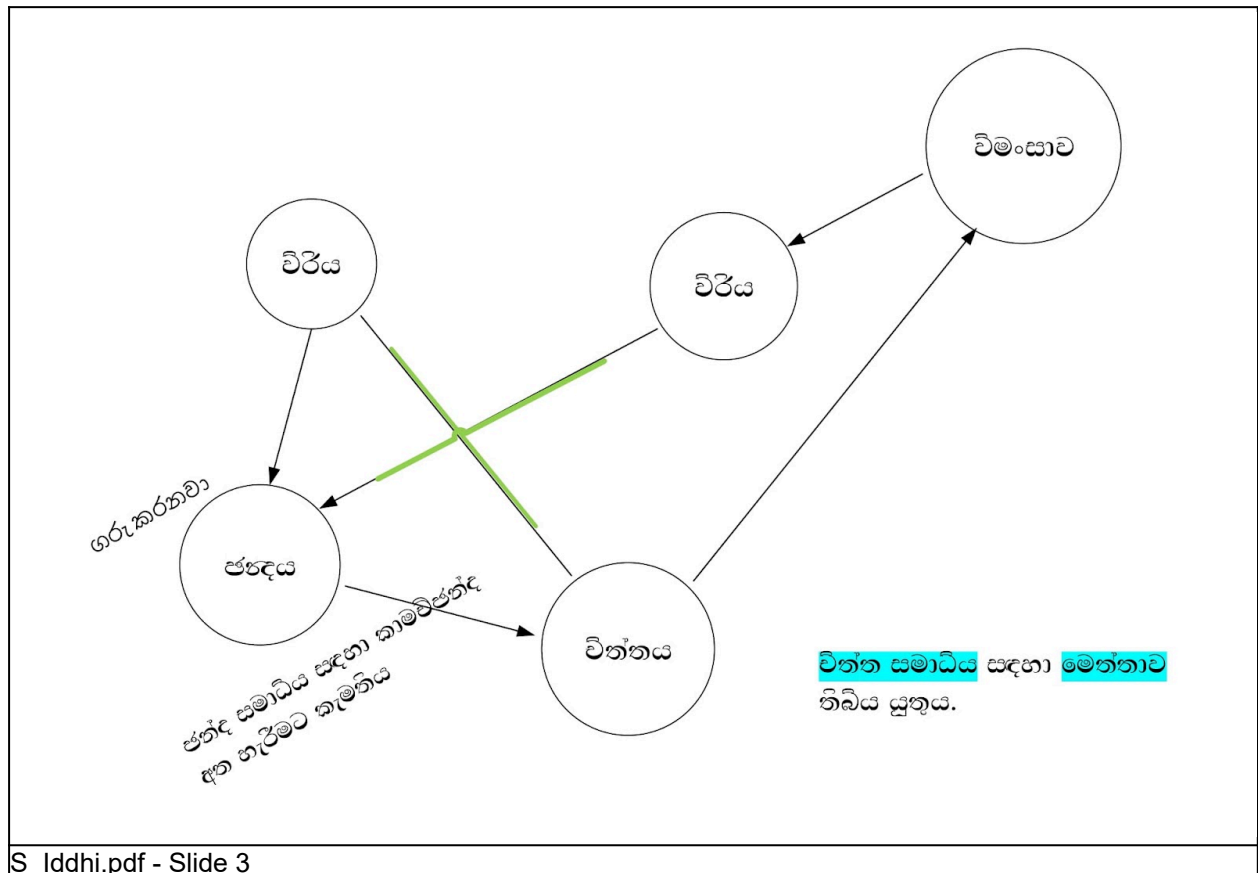 විමංසාව
විරිය
විරිය
ගරුකරනවා
ඡන්‍දය
ඡන්ද සමාධිය සඳහා කාමච්ඡන්ද
අත හැරීමට කැමතිය
චිත්තය
චිත්ත සමාධිය සඳහා මෙත්තාව
තිබිය යුතුය.
S_Iddhi.pdf - Slide 3